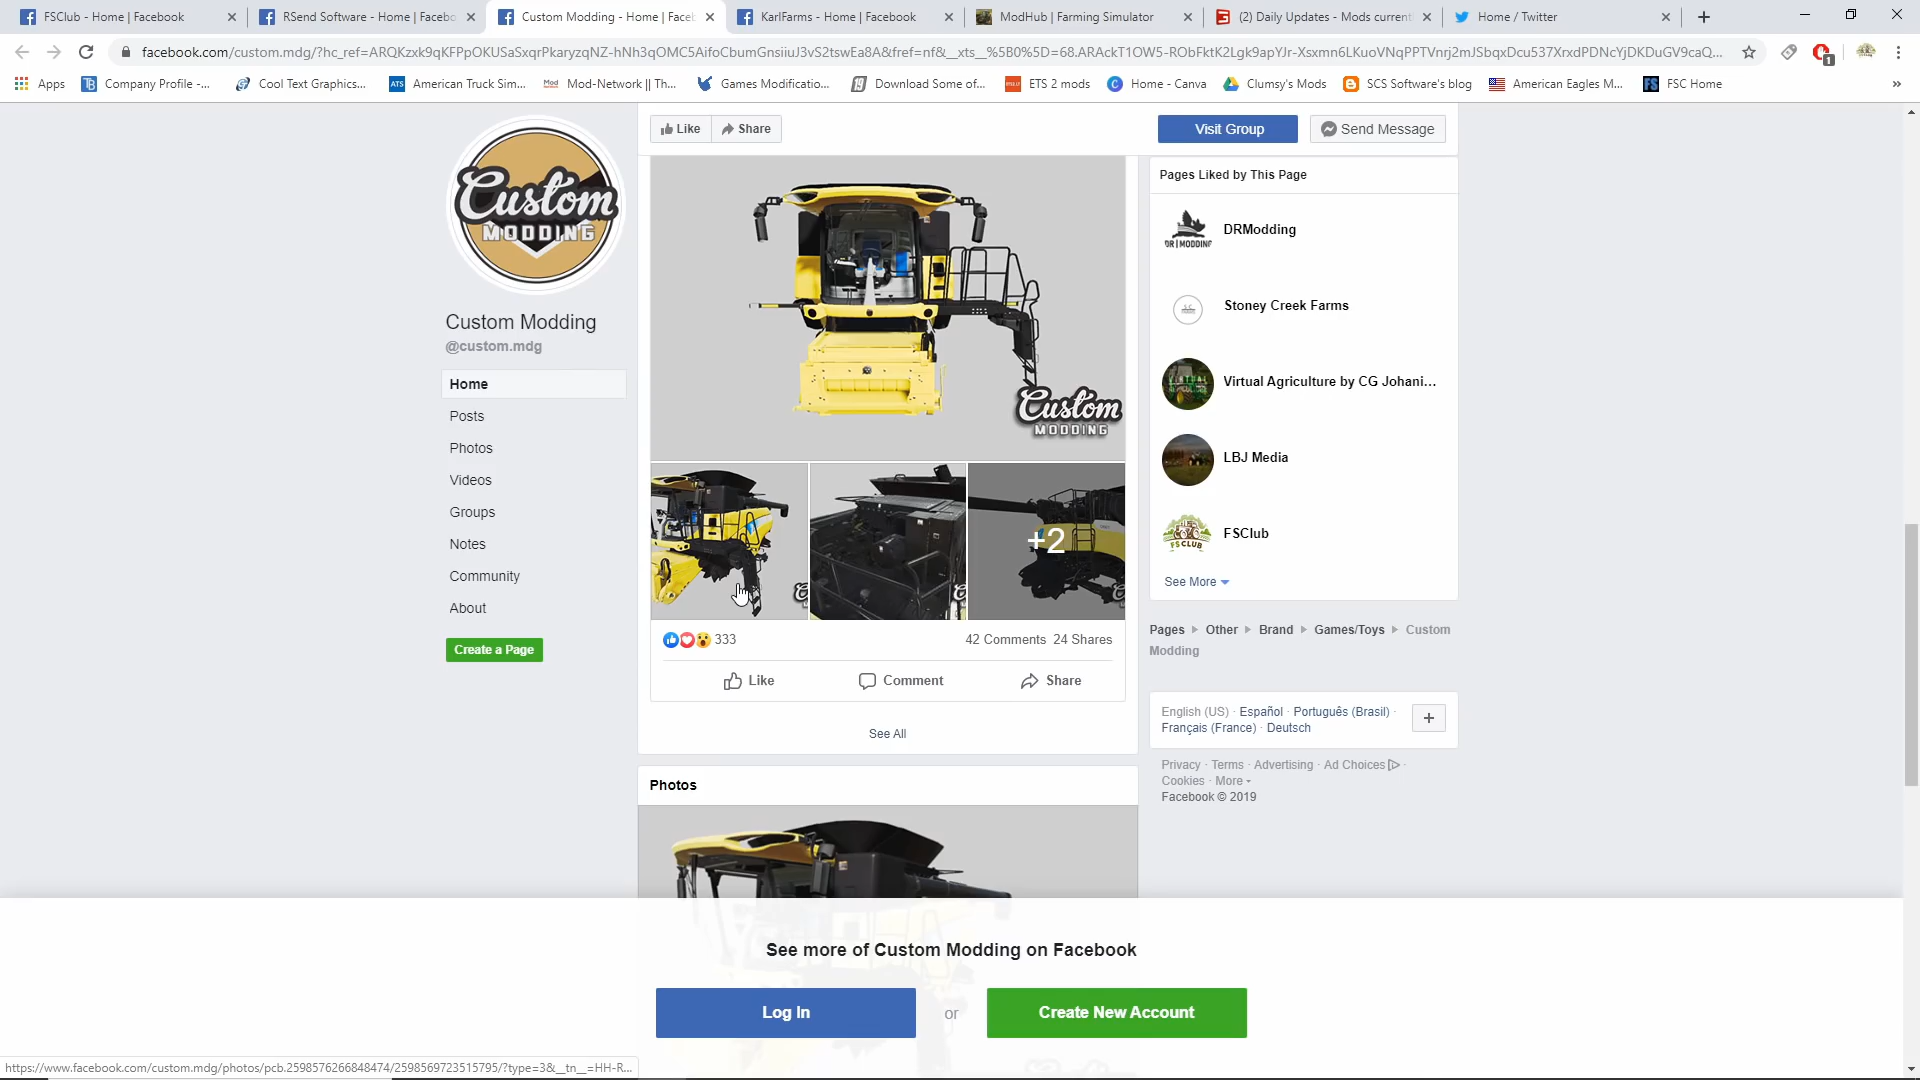 FSClub - Home | Facebook
RSend Software - Home | Facebo
Custom Modding - Home | Faceb
KarlFarms - Home | Facebook
ModHub | Farming Simulator
(2) Daily Updates - Mods current
Home / Twitter
facebook.com/custom.mdg/?hc_ref=ARQKzxk9qKFPpOKUSaSxqrPkaryzqNZ-hNh3qOMC5AifoCbumGnsiiuJ3vS2tswEa8A&fref=nf&__xts__%5B0%5D=68.ARAckT1OW5-RObFktK2Lgk9apYJr-Xsxmn6LKuoVNqPPTVnrj2mJSbqxDcu537XrxdPDNcYjDKDuGV9caQ...
1
Apps
Company Profile -...
Cool Text Graphics...
American Truck Sim...
Mod-Network || Th...
Games Modificatio...
Download Some of...
ETS 2 mods
Home - Canva
Clumsy's Mods
SCS Software's blog
American Eagles M...
FSC Home
»
Like
Share
Visit Group
Send Message
Custom
MODDING
Custom Modding
@custom.mdg
Home
Posts
Photos
Videos
Groups
Notes
Community
About
Create a Page
Custom
MODDING
+2
333
42 Comments 24 Shares
Like
Comment
Share
See All
Photos
Pages Liked by This Page
DR|MODDING
DRModding
Stoney Creek Farms
Virtual Agriculture by CG Johani...
LBJ Media
FSCLUB
FSClub
See More
Pages
Other
Brand
Games/Toys
Custom
Modding
English (US) · Español · Português (Brasil) ·
Français (France) · Deutsch
+
Privacy · Terms · Advertising · Ad Choices ·
Cookies · More
Facebook © 2019
See more of Custom Modding on Facebook
Log In
or
Create New Account
https://www.facebook.com/custom.mdg/photos/pcb.2598576266848474/2598569723515795/?type=3&__tn__=HH-R...